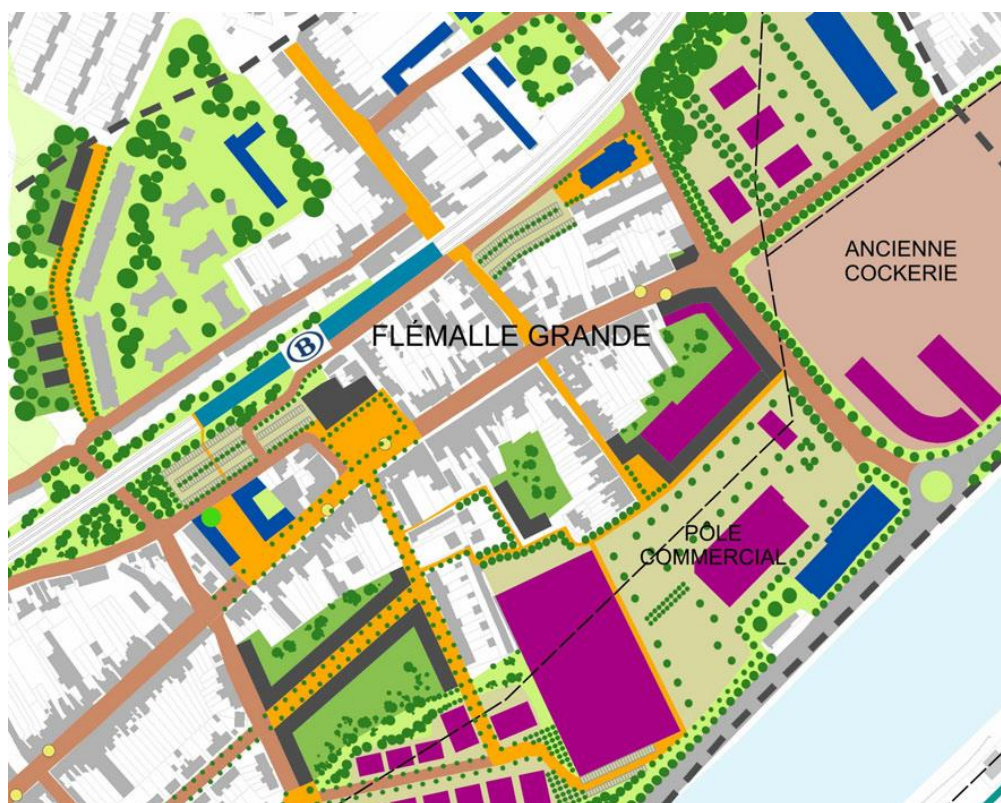 ANCIENNE
COCKERIE
B
FLÉMALLE GRANDE
PÔLE
COMMERCIAL